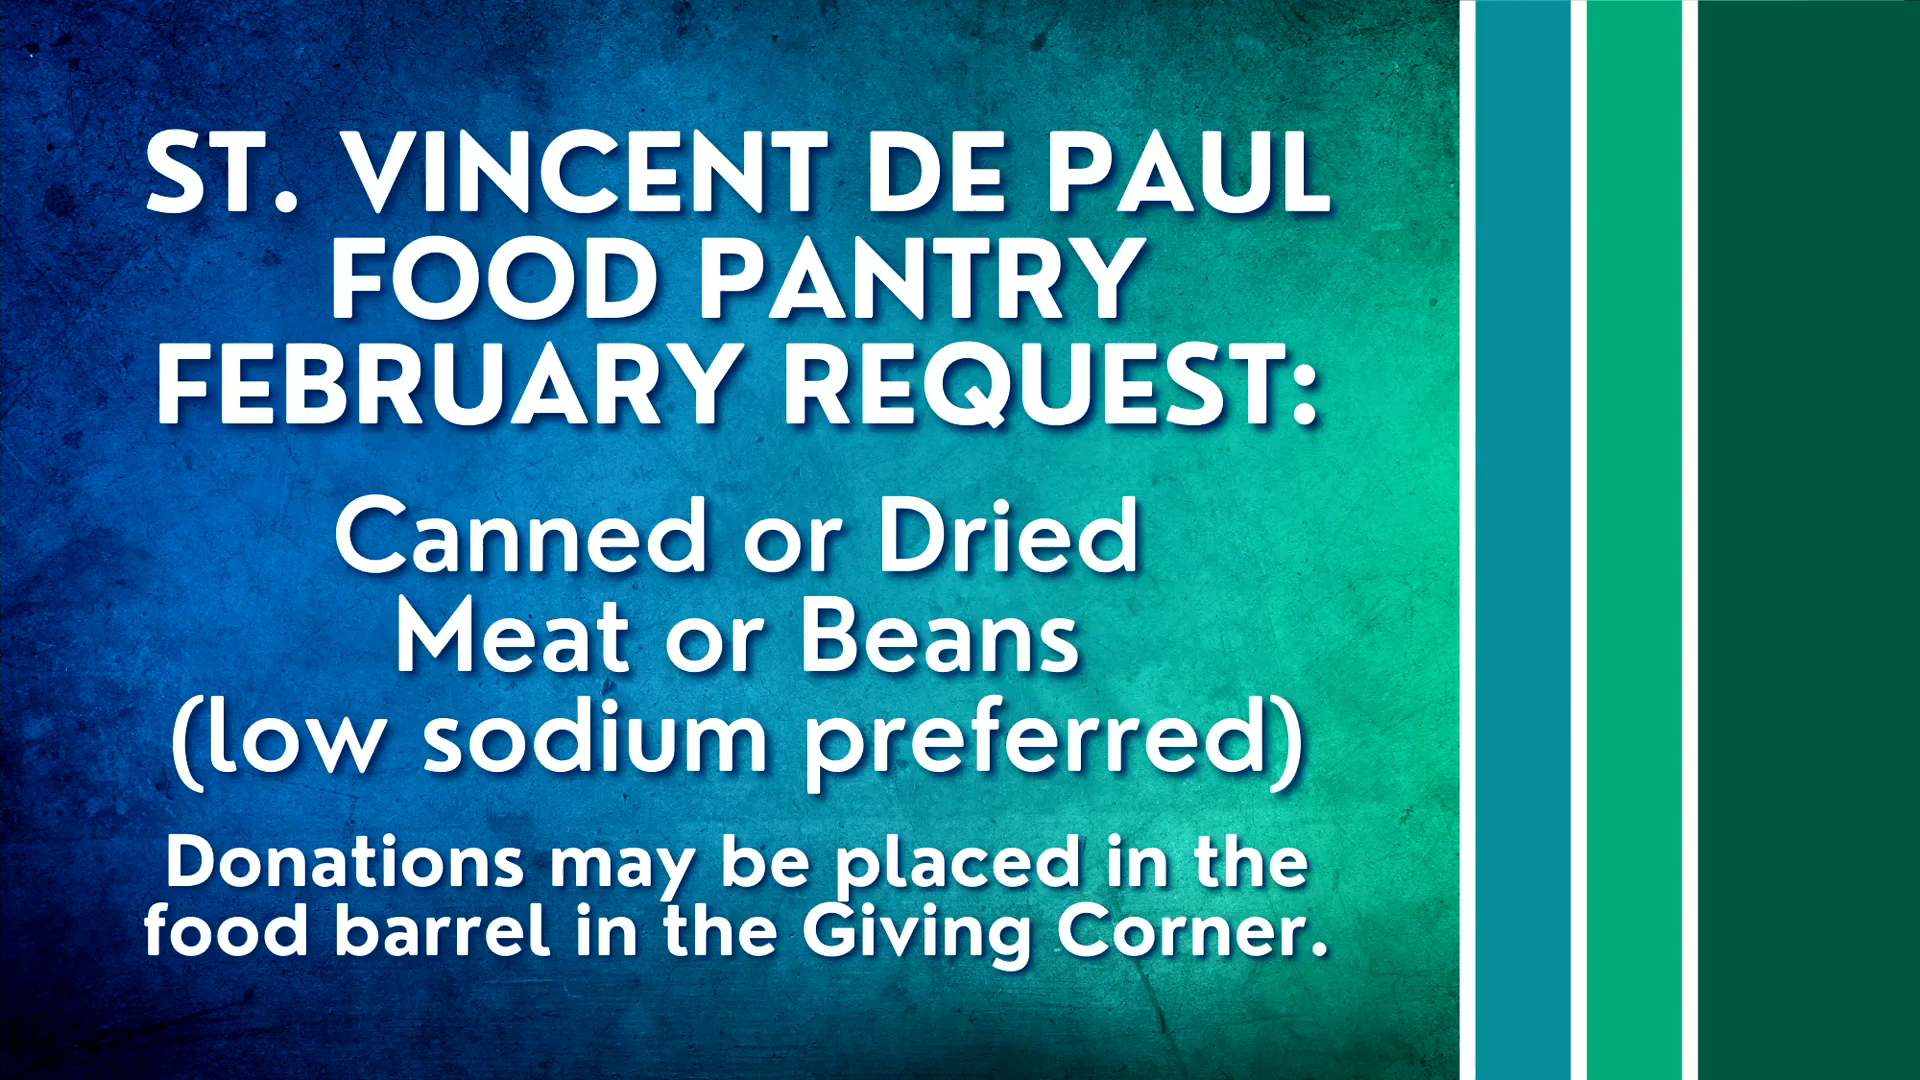 ST. VINCENT DE PAUL
FOOD PANTRY
FEBRUARY REQUEST:
Canned or Dried
Meat or Beans
(low sodium preferred)
Donations may be placed in the
food barrel in the Giving Corner.